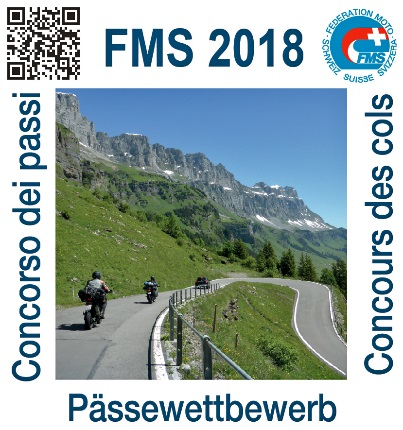 FMS 2018
FEDERATION MOTO
SCHWEIZ SUISSE SVIZZERA
FMS
Concorso dei passi
Concours des cols
Pässewettbewerb